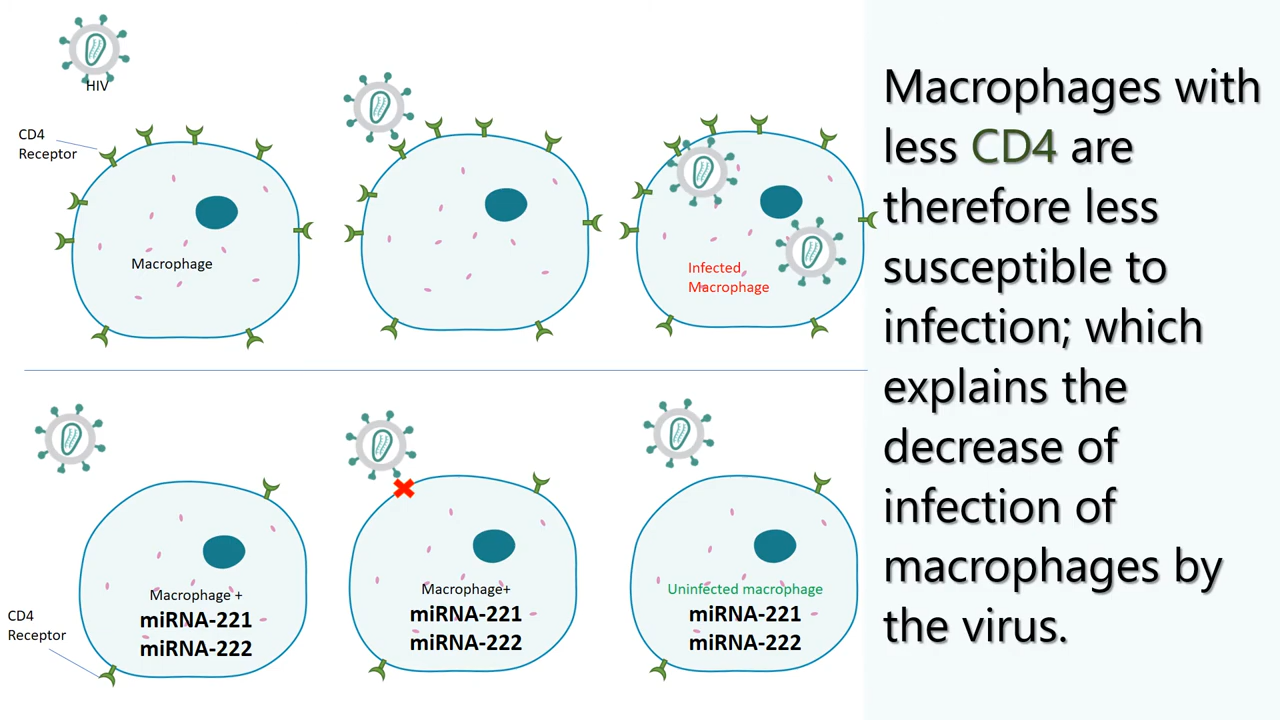 HIV
CD4
Receptor
Macrophage
Infected
Macrophage
Macrophage +
miRNA-221
miRNA-222
CD4
Receptor
Macrophage+
miRNA-221
miRNA-222
Uninfected macrophage
miRNA-221
miRNA-222
Macrophages with
less CD4 are
therefore less
susceptible to
infection; which
explains the
decrease of
infection of
macrophages by
the virus.